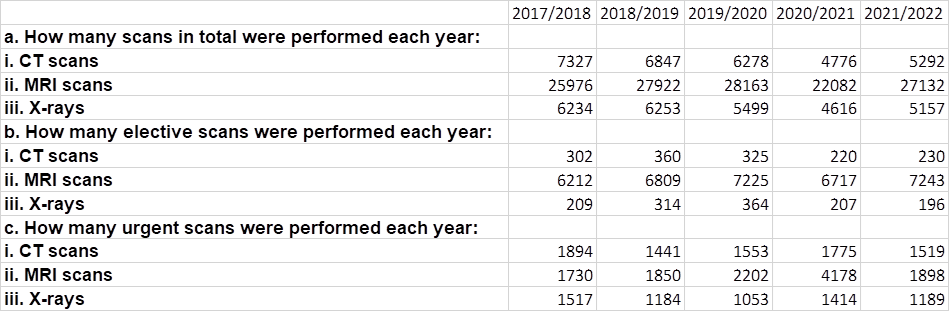 2017/2018 2018/2019 2019/2020 2020/2021 2021/2022
a. How many scans in total were performed each year:
i. CT scans 7327 6847 6278 4776 5292
ii. MRI scans 25976 27922 28163 22082 27132
iii. X-rays 6234 6253 5499 4616 5157
b. How many elective scans were performed each year:
i. CT scans 302 360 325 220 230
ii. MRI scans 6212 6809 7225 6717 7243
iii. X-rays 209 314 364 207 196
c. How many urgent scans were performed each year:
i. CT scans 1894 1441 1553 1775 1519
ii. MRI scans 1730 1850 2202 4178 1898
iii. X-rays 1517 1184 1053 1414 1189